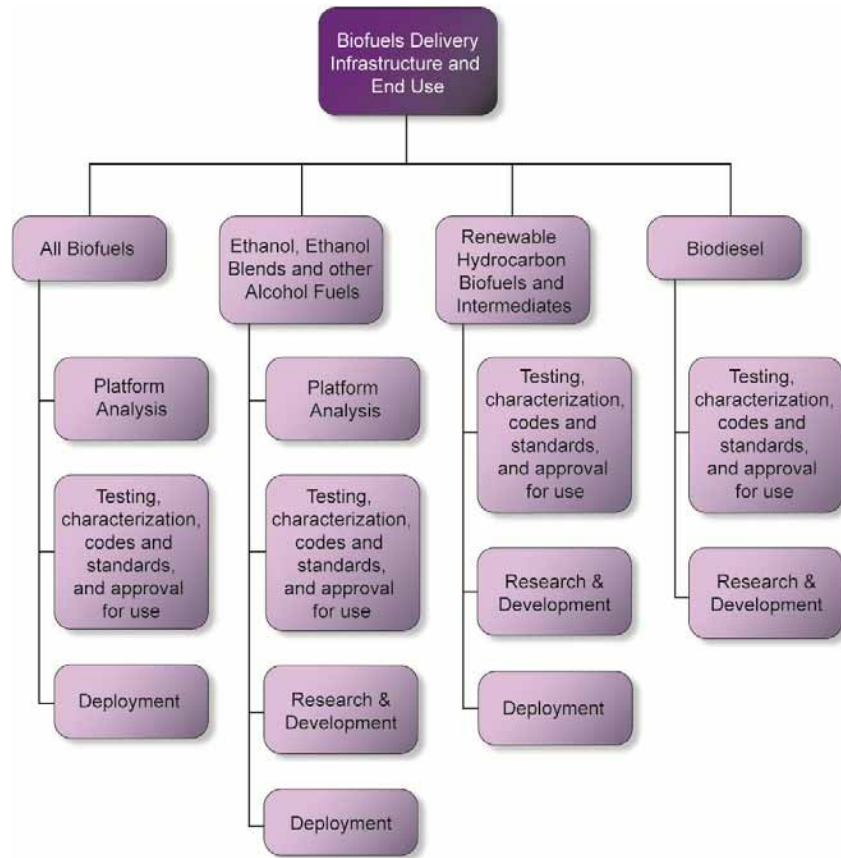 Biofuels Delivery
Infrastructure and
End Use
All Biofuels
Platform
Analysis
Testing,
characterization,
codes and
standards,
and approval
for use
Deployment
Ethanol, Ethanol
Blends and other
Alcohol Fuels
Platform
Analysis
Testing,
characterization,
codes and
standards,
and approval
for use
Research &
Development
Deployment
Renewable
Hydrocarbon
Biofuels and
Intermediates
Testing,
characterization,
codes and
standards,
and approval
for use
Research &
Development
Deployment
Biodiesel
Testing,
characterization,
codes and
standards,
and approval
for use
Research &
Development